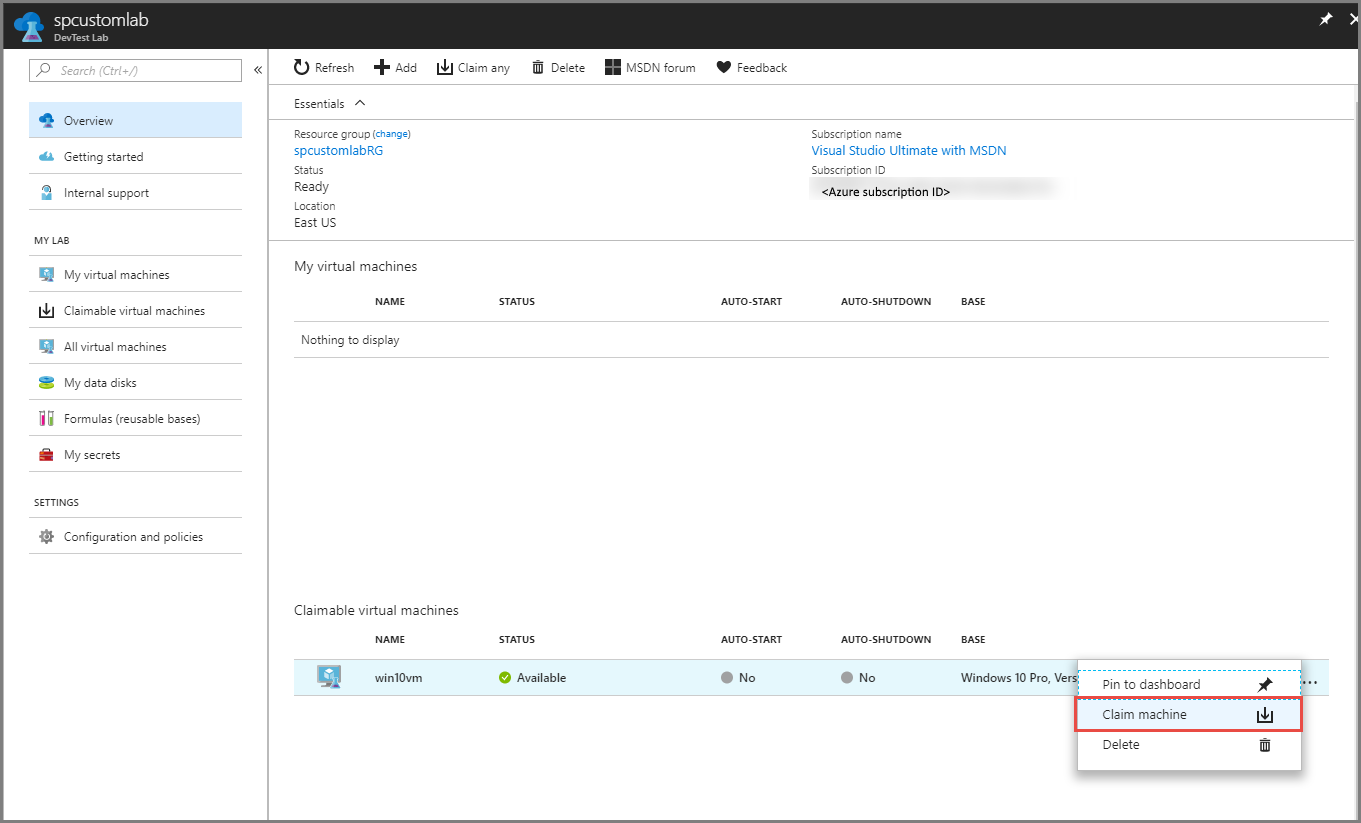 spcustomlab
DevTest Lab
Search (Ctrl+/)
«
Overview
Getting started
Internal support
MY LAB
My virtual machines
Claimable virtual machines
All virtual machines
My data disks
Formulas (reusable bases)
My secrets
SETTINGS
Configuration and policies
Refresh Add Claim any Delete MSDN forum Feedback
Essentials
Resource group (change)
spcustomlabRG
Status
Ready
Location
East US
Subscription name
Visual Studio Ultimate with MSDN
Subscription ID
<Azure subscription ID>
My virtual machines
NAME STATUS AUTO-START AUTO-SHUTDOWN BASE
Nothing to display
Claimable virtual machines
NAME STATUS AUTO-START AUTO-SHUTDOWN BASE
win10vm Available No No Windows 10 Pro, Vers ...
Pin to dashboard
Claim machine
Delete